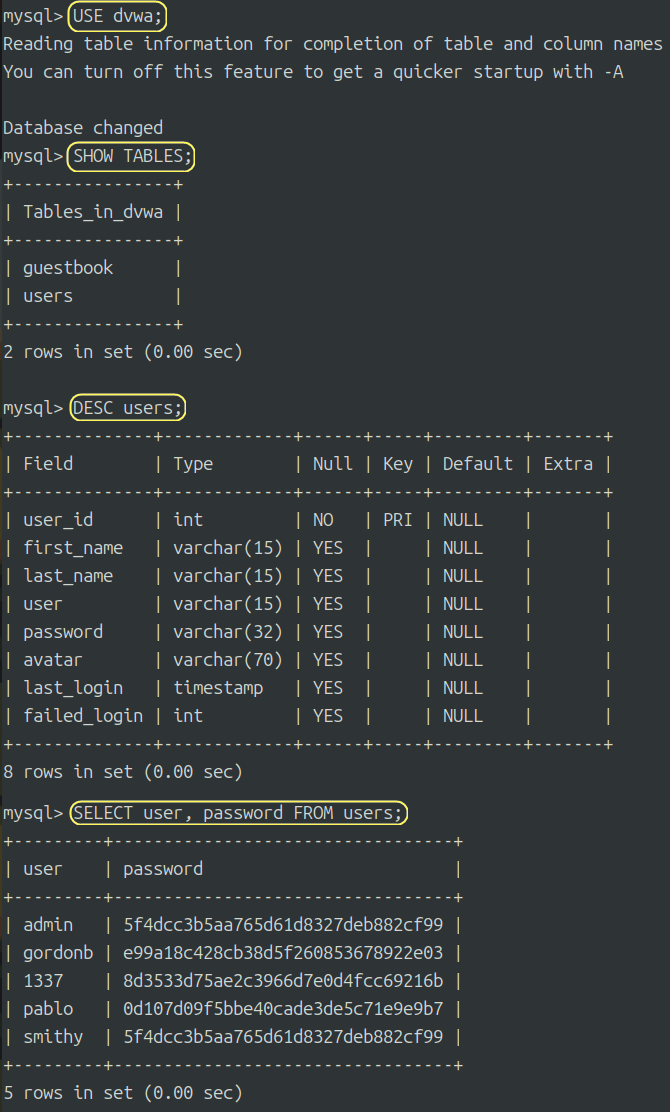 mysql> USE dvwa;
Reading table information for completion of table and column names
You can turn off this feature to get a quicker startup with -A

Database changed
mysql> SHOW TABLES;
+----------------+
| Tables_in_dvwa |
+----------------+
| guestbook      |
| users          |
+----------------+
2 rows in set (0.00 sec)

mysql> DESC users;
+--------------+-------------+------+-----+---------+-------+
| Field        | Type        | Null | Key | Default | Extra |
+--------------+-------------+------+-----+---------+-------+
| user_id      | int         | NO   | PRI | NULL    |       |
| first_name   | varchar(15) | YES  |     | NULL    |       |
| last_name    | varchar(15) | YES  |     | NULL    |       |
| user         | varchar(15) | YES  |     | NULL    |       |
| password     | varchar(32) | YES  |     | NULL    |       |
| avatar       | varchar(70) | YES  |     | NULL    |       |
| last_login   | timestamp   | YES  |     | NULL    |       |
| failed_login | int         | YES  |     | NULL    |       |
+--------------+-------------+------+-----+---------+-------+
8 rows in set (0.00 sec)
mysql> SELECT user, password FROM users;
+---------+----------------------------------+
| user    | password                         |
+---------+----------------------------------+
| admin   | 5f4dcc3b5aa765d61d8327deb882cf99 |
| gordonb | e99a18c428cb38d5f260853678922e03 |
| 1337    | 8d3533d75ae2c3966d7e0d4fcc69216b |
| pablo   | 0d107d09f5bbe40cade3de5c71e9e9b7 |
| smithy  | 5f4dcc3b5aa765d61d8327deb882cf99 |
+---------+----------------------------------+
5 rows in set (0.00 sec)